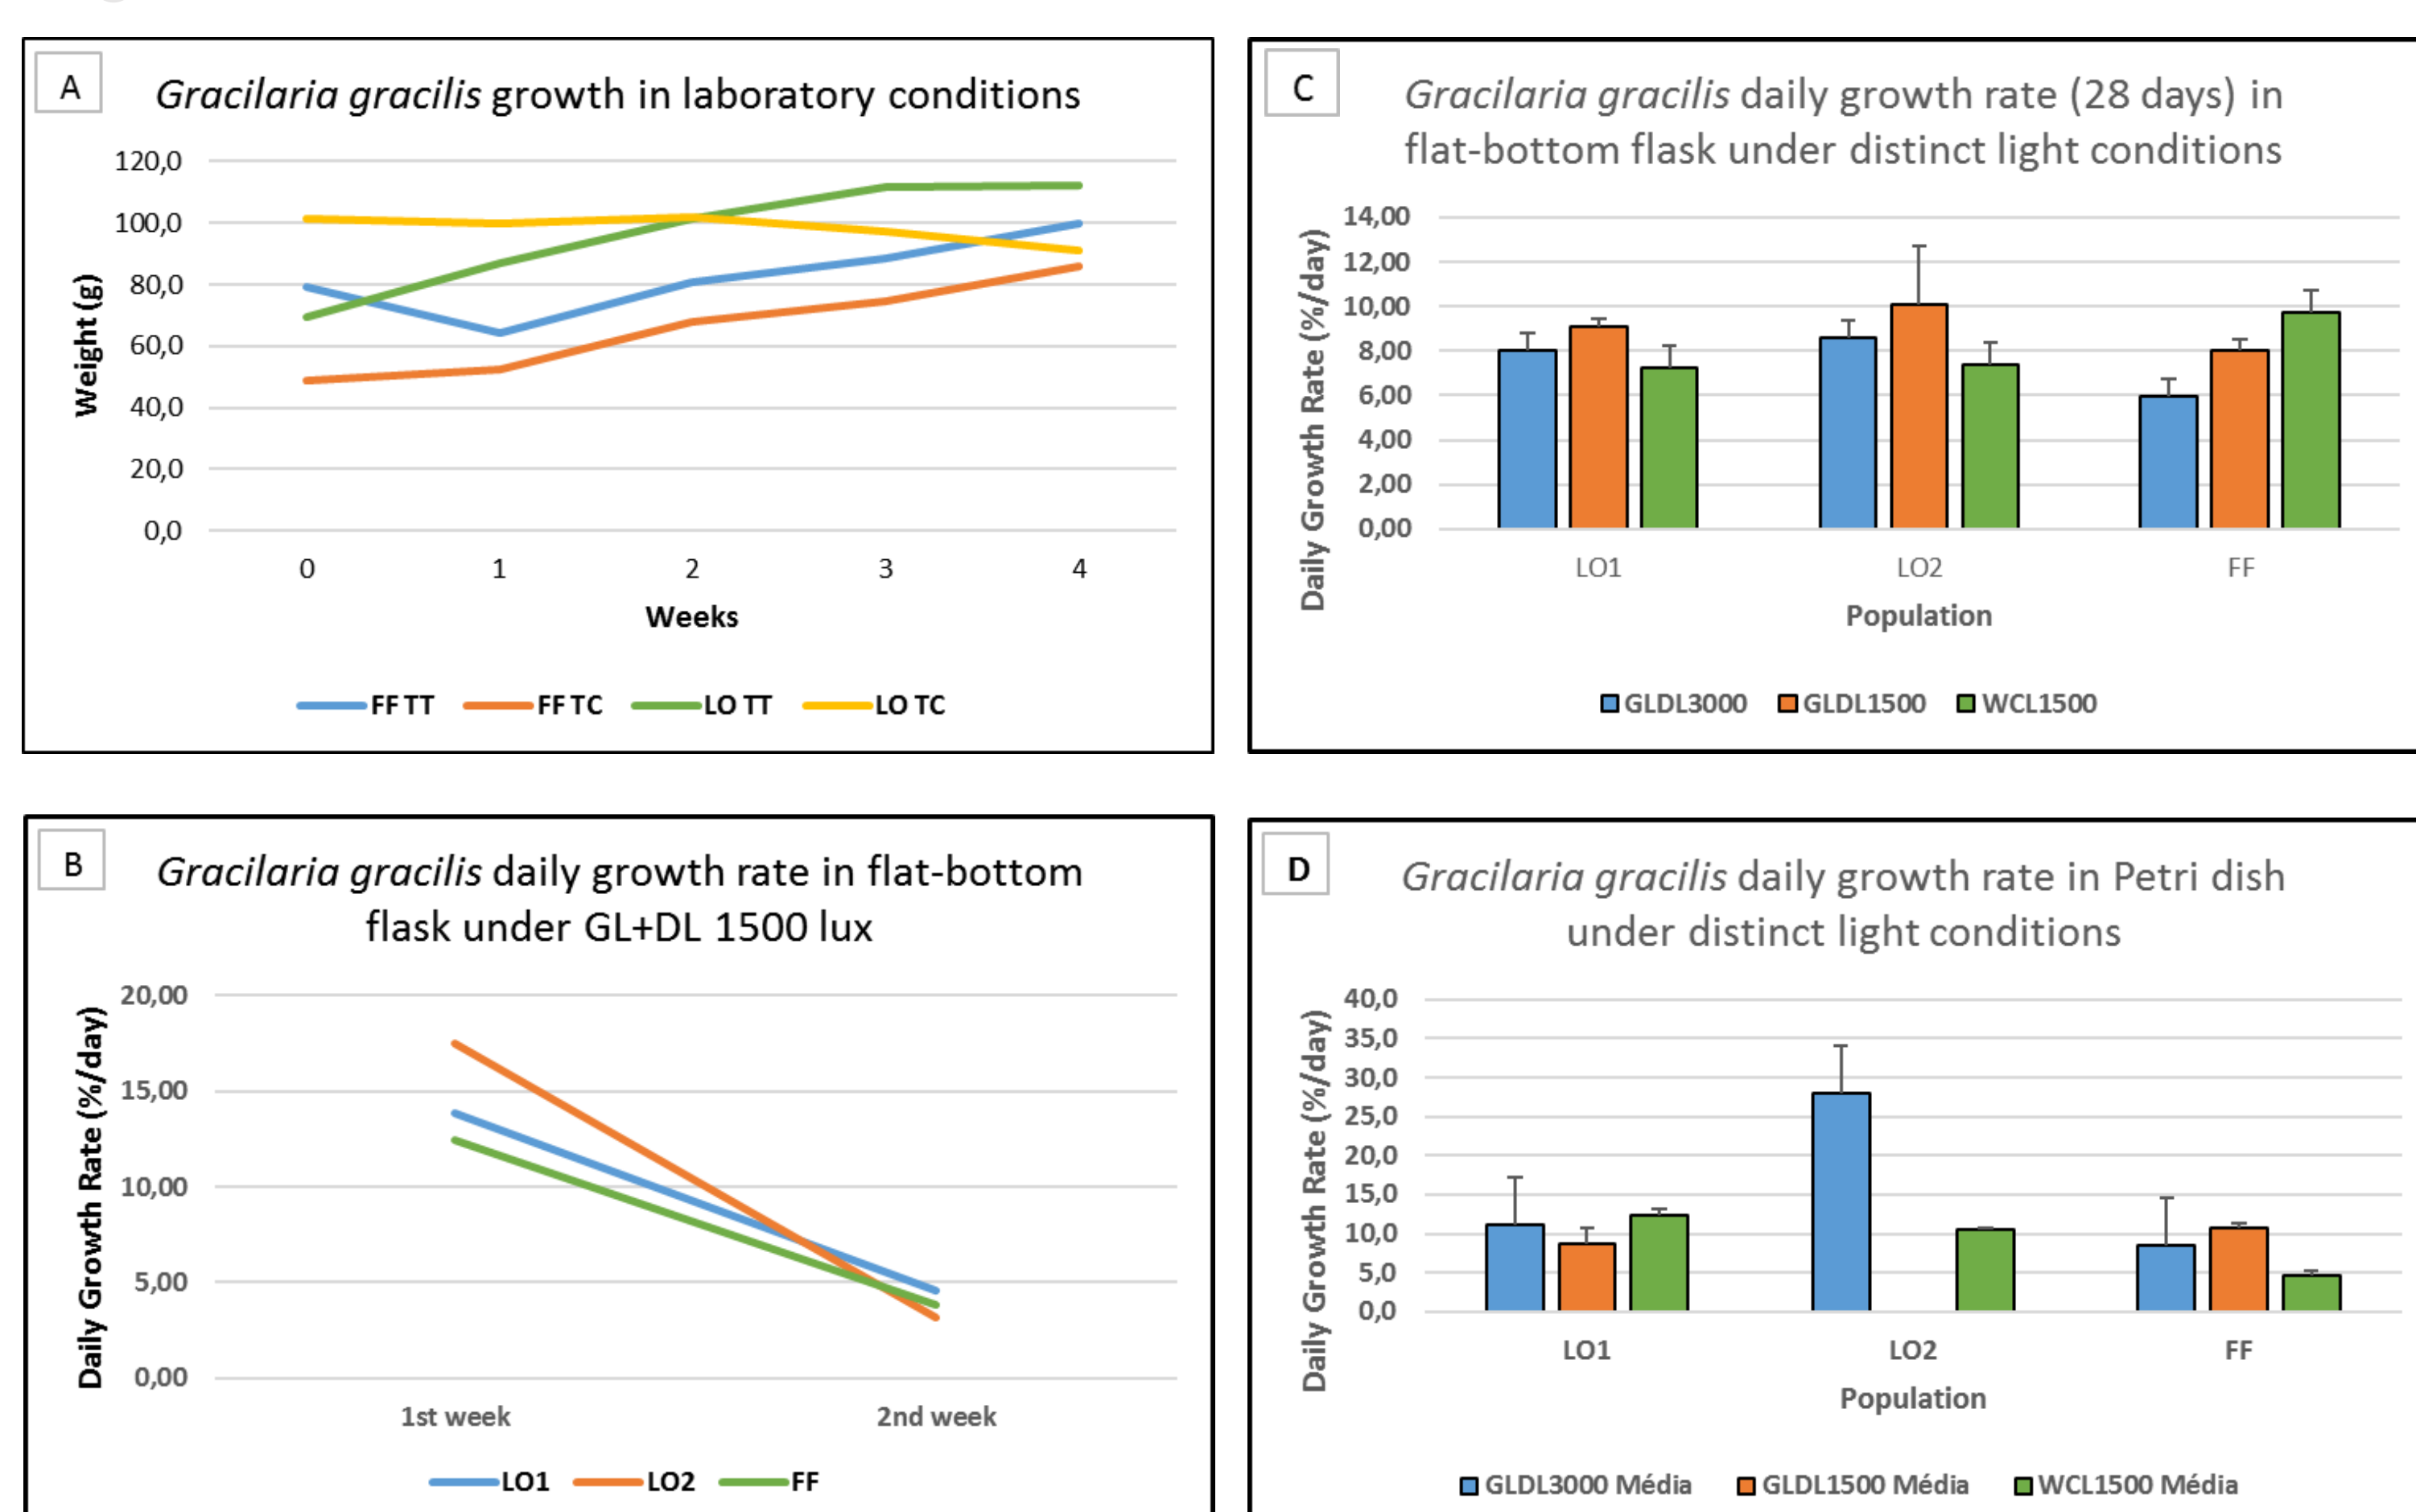 A
Gracilaria gracilis growth in laboratory conditions
120,0
100,0
80,0
60,0
40,0
20,0
0,0
Weight (g)
0 1 2 3 4
Weeks
FF TT FF TC LO TT LO TC
C
Gracilaria gracilis daily growth rate (28 days) in
flat-bottom flask under distinct light conditions
14,00
12,00
10,00
8,00
6,00
4,00
2,00
0,00
Daily Growth Rate (%/day)
LO1 LO2 FF
Population
GLDL3000 GLDL1500 WCL1500
B
Gracilaria gracilis daily growth rate in flat-bottom
flask under GL+DL 1500 lux
20,00
15,00
10,00
5,00
0,00
Daily Growth Rate (%/day)
1st week 2nd week
LO1 LO2 FF
D
Gracilaria gracilis daily growth rate in Petri dish
under distinct light conditions
40,0
35,0
30,0
25,0
20,0
15,0
10,0
5,0
0,0
Daily Growth Rate (%/day)
LO1 LO2 FF
Population
GLDL3000 Média GLDL1500 Média WCL1500 Média